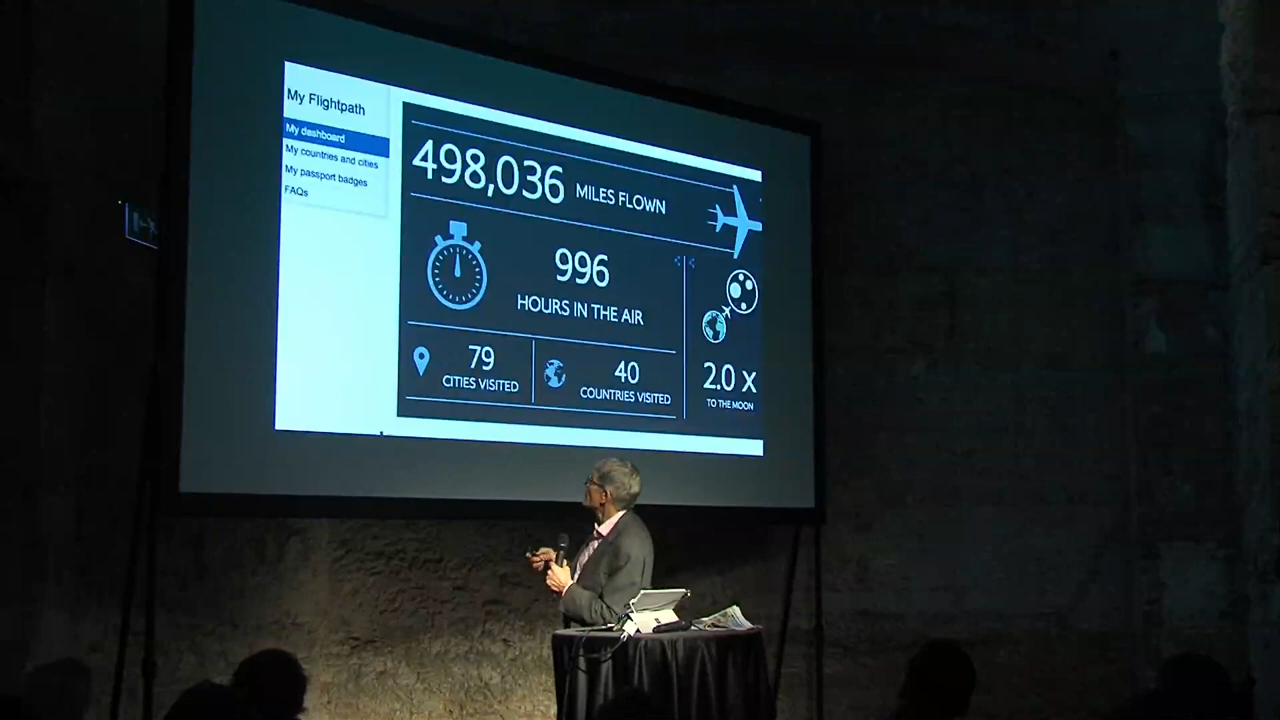 My Flightpath
My dashboard
My countries and cities
My passport badges
FAQs
498,036 MILES FLOWN
996
HOURS IN THE AIR
79
CITIES VISITED
40
COUNTRIES VISITED
2.0 X
TO THE MOON